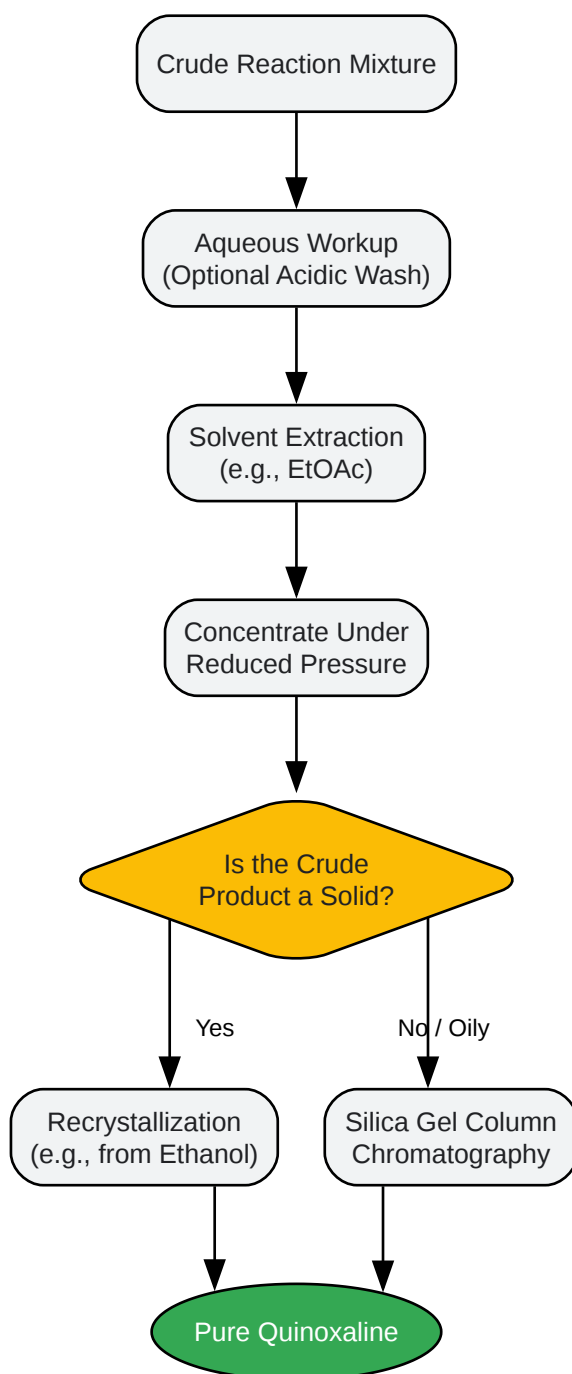 Crude Reaction Mixture
Aqueous Workup
(Optional Acidic Wash)
Solvent Extraction
(e.g., EtOAc)
Concentrate Under
Reduced Pressure
Is the Crude
Product a Solid?
Yes
No / Oily
Recrystallization
(e.g., from Ethanol)
Silica Gel Column
Chromatography
Pure Quinoxaline